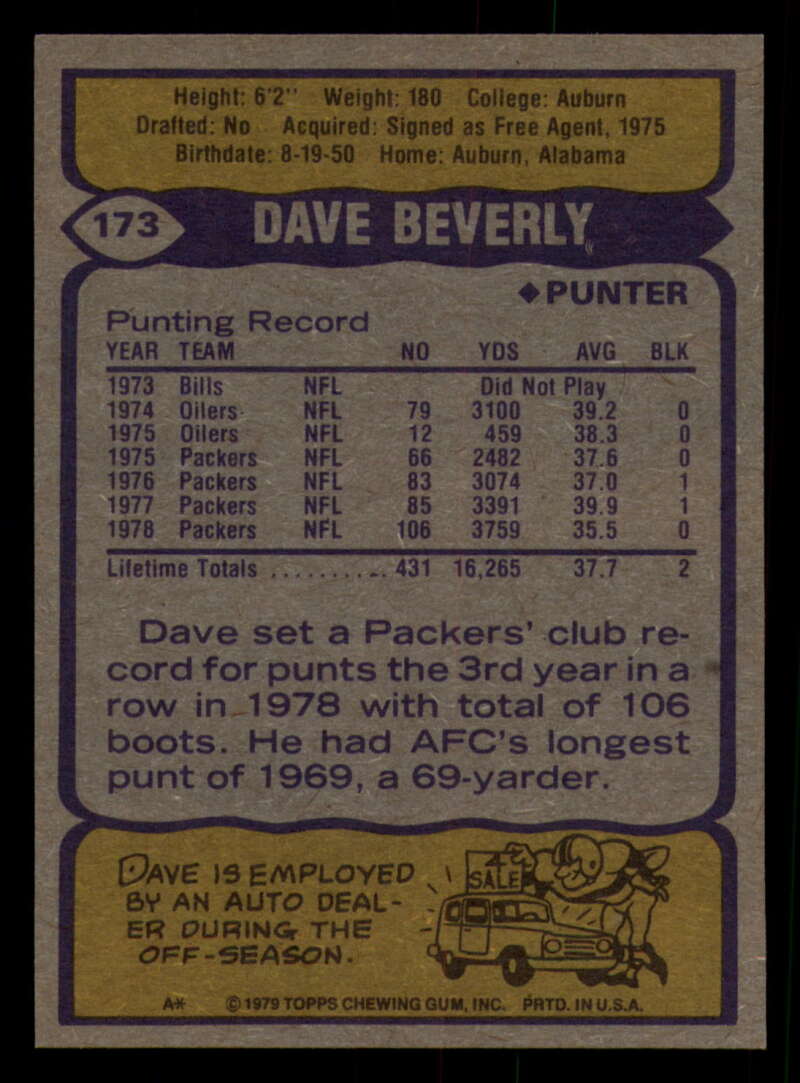 Height: 6'2" Weight: 180 College: Auburn
Drafted: No Acquired: Signed as Free Agent, 1975
Birthdate: 8-19-50 Home: Auburn, Alabama
173 DAVE BEVERLY
◆PUNTER
Punting Record
YEAR TEAM NO YDS AVG BLK
1973 Bills NFL Did Not Play
1974 Oilers NFL 79 3100 39.2 0
1975 Oilers NFL 12 459 38.3 0
1975 Packers NFL 66 2482 37.6 0
1976 Packers NFL 83 3074 37.0 1
1977 Packers NFL 85 3391 39.9 1
1978 Packers NFL 106 3759 35.5 0
Lifetime Totals .......... 431 16,265 37.7 2
Dave set a Packers' club re-
cord for punts the 3rd year in a
row in 1978 with total of 106
boots. He had AFC's longest
punt of 1969, a 69-yarder.
DAVE IS EMPLOYED
BY AN AUTO DEAL-
ER DURING THE
OFF-SEASON.
SALE
A* © 1979 TOPPS CHEWING GUM, INC. PRTD. IN U.S.A.